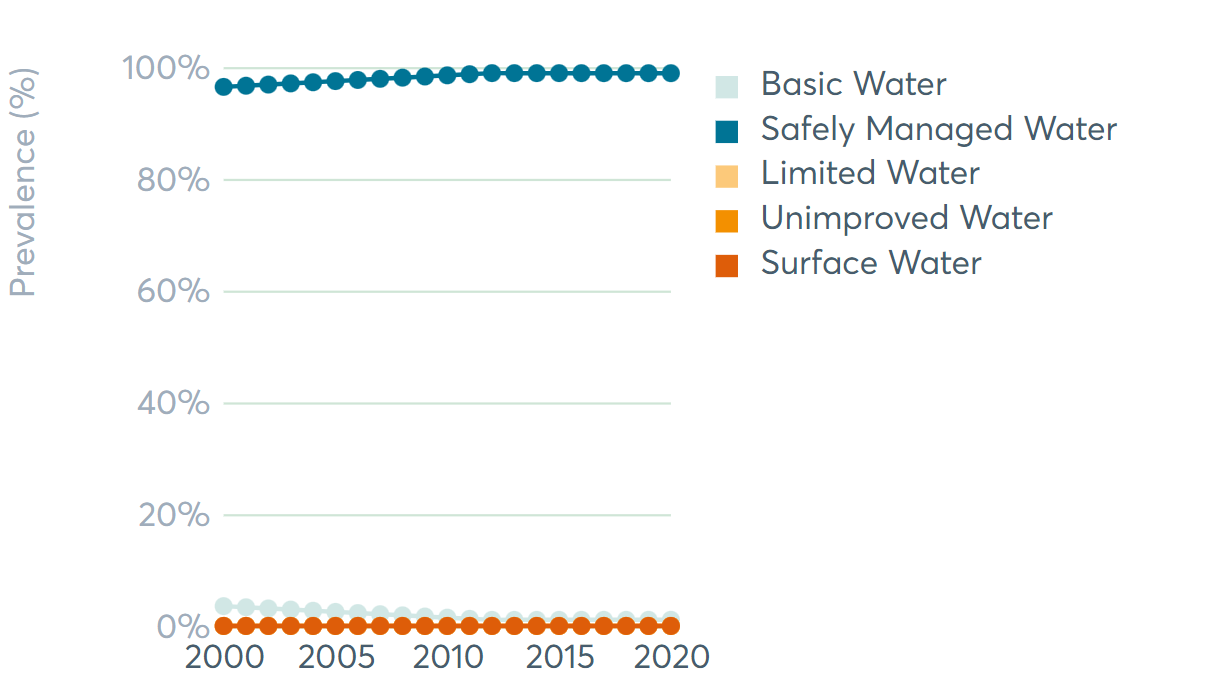 Prevalence (%)
100%
80%
60%
40%
20%
0%
2000 2005 2010 2015 2020
Basic Water
Safely Managed Water
Limited Water
Unimproved Water
Surface Water